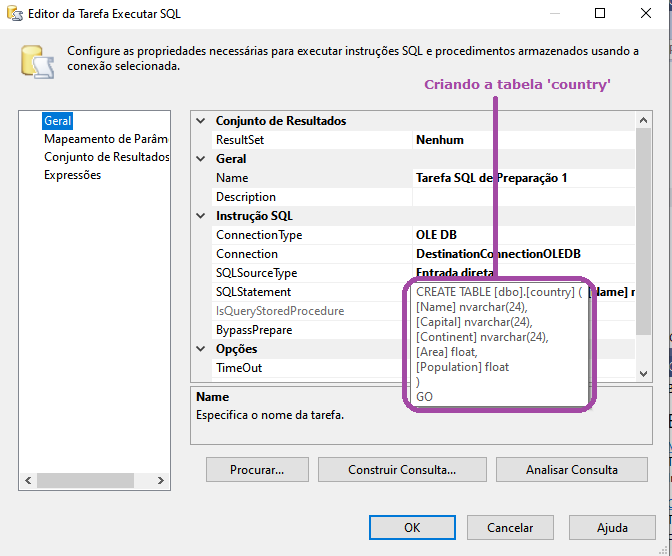 Editor da Tarefa Executar SQL
Configure as propriedades necessárias para executar instruções SQL e procedimentos armazenados usando a
conexão selecionada.
Criando a tabela 'country'
Geral
Mapeamento de Parâm
Conjunto de Resultados
Expressões
Conjunto de Resultados
ResultSet Nenhum
Geral
Name Tarefa SQL de Preparação 1
Description
Instrução SQL
ConnectionType OLE DB
Connection DestinationConnectionOLEDB
SQLSourceType Entrada direta
SQLStatement CREATE TABLE [dbo].[country] ( [Name] n
IsQueryStoredProcedure [Name] nvarchar(24),
[Capital] nvarchar(24),
BypassPrepare [Continent] nvarchar(24),
Opções [Area] float,
TimeOut [Population] float
)
GO
Name
Especifica o nome da tarefa.
Procurar... Construir Consulta... Analisar Consulta
OK Cancelar Ajuda